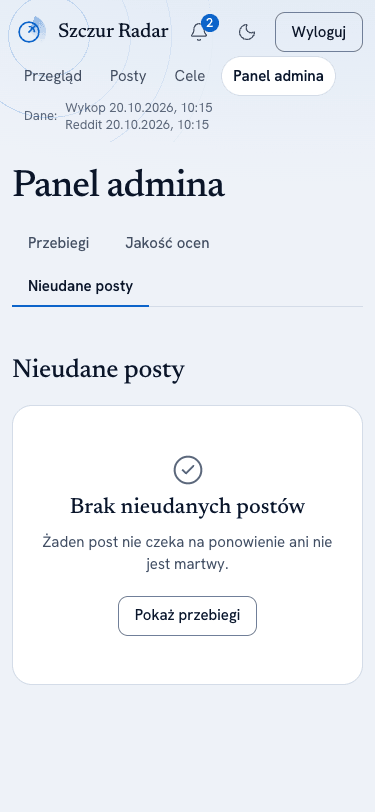 Szczur Radar
2
Wyloguj
Przegląd
Posty
Cele
Panel admina
Dane:
Wykop 20.10.2026, 10:15
Reddit 20.10.2026, 10:15
Panel admina
Przebiegi
Jakość ocen
Nieudane posty
Nieudane posty
Brak nieudanych postów
Żaden post nie czeka na ponowienie ani nie
jest martwy.
Pokaż przebiegi